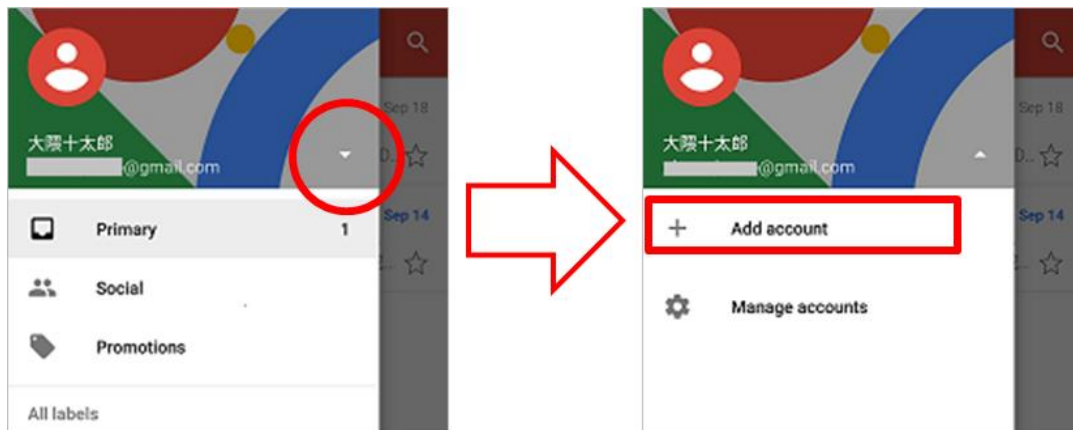 大隈十太郎
@gmail.com
Primary
1
Social
Promotions
All labels
Sep 18
D..
Sep 14
大隈十太郎
@gmail.com
Add account
Manage accounts
Sep 18
D..
Sep 14